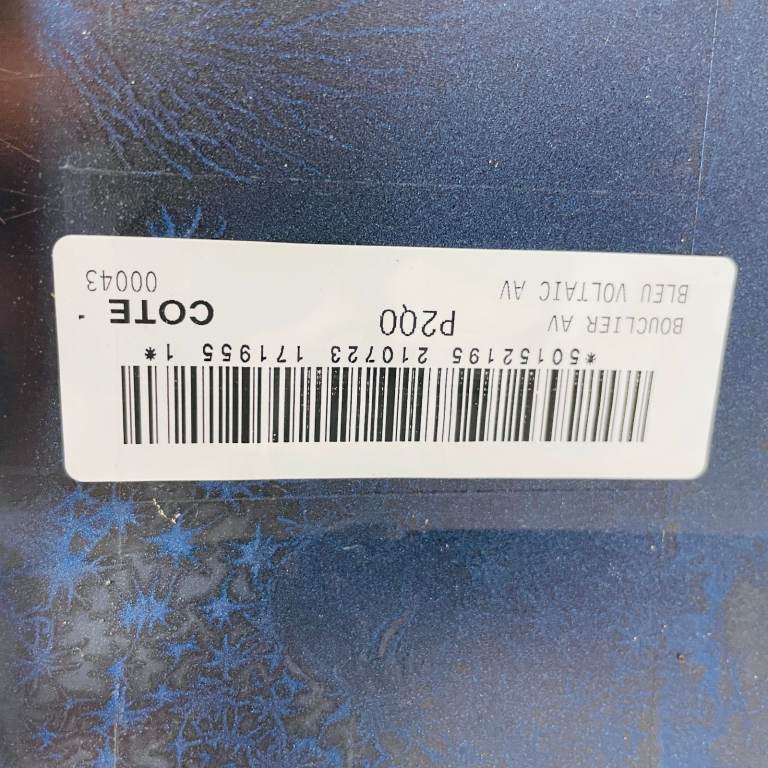 *50152195 210723 171955 1*
BOUCLIER AV P2Q0 COTE
BLEU VOLTAIC AV 00043